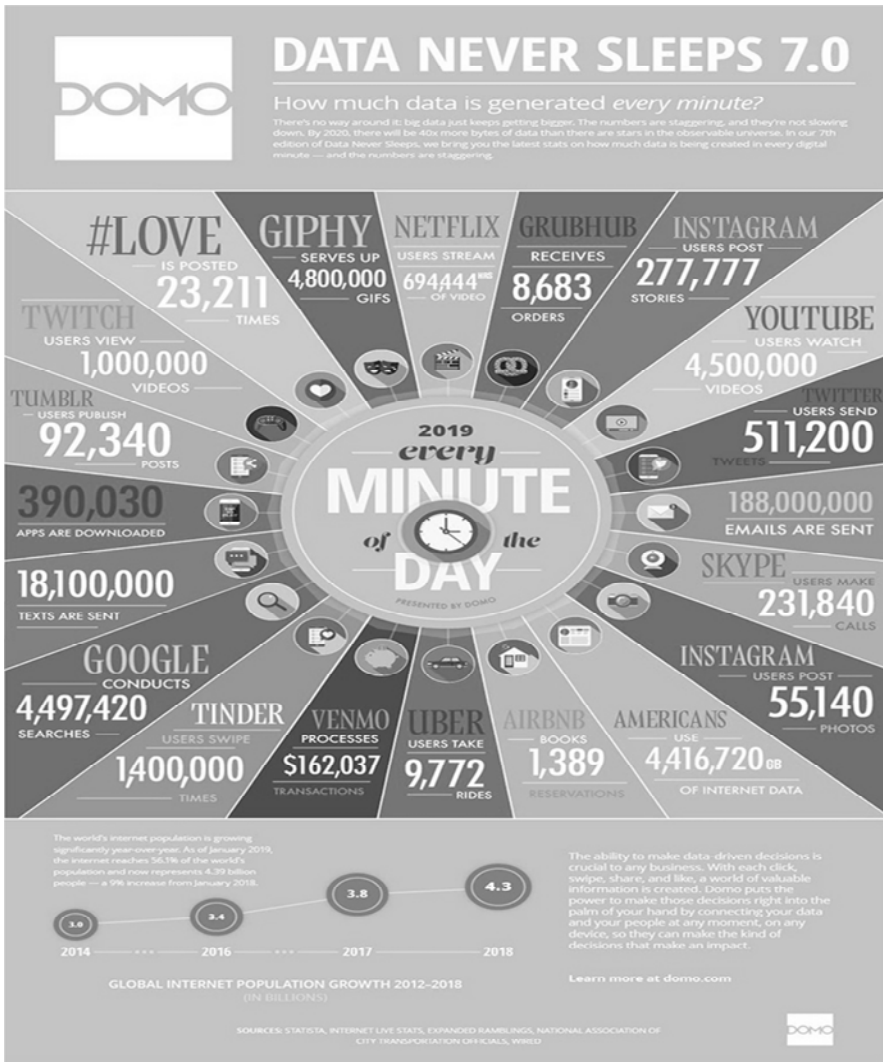 DOMO
DATA NEVER SLEEPS 7.0
How much data is generated every minute?
There's no way around it: big data just keeps getting bigger. The numbers are staggering, and they're not slowing
down. By 2020, there will be 40x more bytes of data than there are stars in the observable universe. In our 7th
edition of Data Never Sleeps, we bring you the latest stats on how much data is being created in every digital
minute — and the numbers are staggering.
#LOVE
IS POSTED
23,211
TIMES
GIPHY
SERVES UP
4,800,000
GIFS
NETFLIX
USERS STREAM
694,444
OF VIDEO
GRUBHUB
RECEIVES
8,683
ORDERS
INSTAGRAM
USERS POST
277,777
STORIES
YOUTUBE
USERS WATCH
4,500,000
VIDEOS
TWITTER
USERS SEND
511,200
TWEETS
188,000,000
EMAILS ARE SENT
SKYPE
USERS MAKE
231,840
CALLS
INSTAGRAM
USERS POST
55,140
PHOTOS
AMERICANS
USE
4,416,720 GB
OF INTERNET DATA
AIRBNB
BOOKS
1,389
RESERVATIONS
UBER
USERS TAKE
9,772
RIDES
VENMO
PROCESSES
$162,037
TRANSACTIONS
TINDER
USERS SWIPE
1,400,000
TIMES
GOOGLE
CONDUCTS
4,497,420
SEARCHES
18,100,000
TEXTS ARE SENT
390,030
APPS ARE DOWNLOADED
TUMBLR
USERS PUBLISH
92,340
POSTS
TWITCH
USERS VIEW
1,000,000
VIDEOS
2019
every
MINUTE
of the
DAY
PRESENTED BY DOMO
The world's internet population is growing
significantly year-over-year. As of January 2019,
the internet reaches 56.1% of the world's
population and now represents 4.39 billion
people — a 9% increase from January 2018.
3.0
3.4
3.8
4.3
2014 2016 2017 2018
GLOBAL INTERNET POPULATION GROWTH 2012–2018
(IN BILLIONS)
The ability to make data-driven decisions is
crucial to any business. With each click,
swipe, share, and like, a world of valuable
information is created. Domo puts the
power to make those decisions right into the
palm of your hand by connecting your data
and your people at any moment, on any
device, so they can make the kind of
decisions that make an impact.
Learn more at domo.com
SOURCES: STATISTA, INTERNET LIVE STATS, EXPANDED RAMBLINGS, NATIONAL ASSOCIATION OF
CITY TRANSPORTATION OFFICIALS, WIRED
DOMO